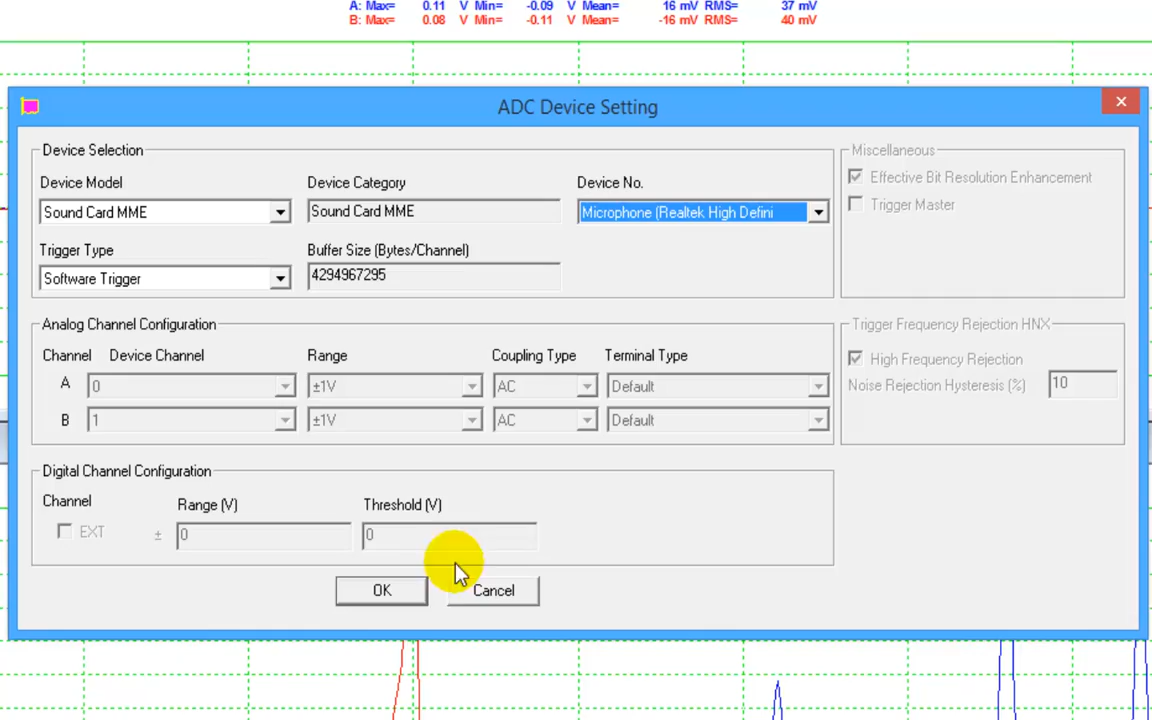 A: Max= 0.11 V Min= -0.09 V Mean= 16 mV RMS= 37 mV
B: Max= 0.08 V Min= -0.11 V Mean= -16 mV RMS= 40 mV
ADC Device Setting
Device Selection
Device Model Device Category Device No.
Sound Card MME Sound Card MME Microphone (Realtek High Defini
Trigger Type Buffer Size (Bytes/Channel)
Software Trigger 4294967295
Miscellaneous
Effective Bit Resolution Enhancement
Trigger Master
Analog Channel Configuration
Channel Device Channel Range Coupling Type Terminal Type
A 0 ±1V AC Default
B 1 ±1V AC Default
Trigger Frequency Rejection HNX
High Frequency Rejection
Noise Rejection Hysteresis (%) 10
Digital Channel Configuration
Channel Range (V) Threshold (V)
EXT ± 0 0
OK Cancel